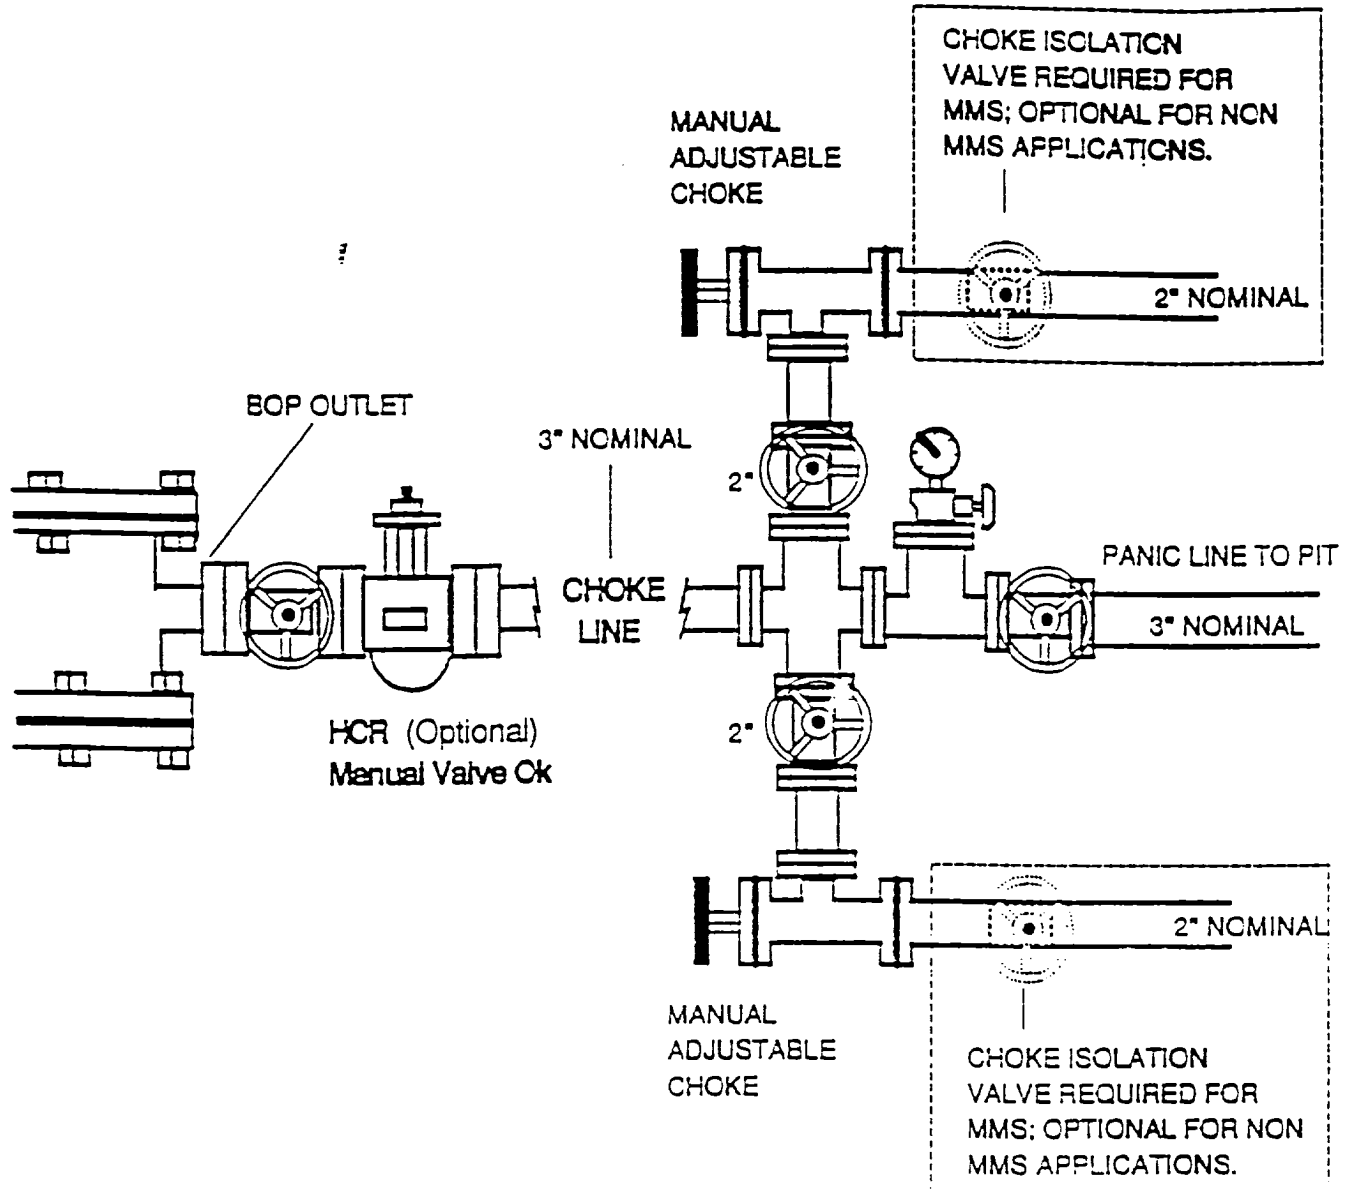 CHOKE ISOLATION
VALVE REQUIRED FOR
MMS; OPTIONAL FOR NON
MMS APPLICATIONS.
MANUAL
ADJUSTABLE
CHOKE
2" NOMINAL
BOP OUTLET
3" NOMINAL
2"
PANIC LINE TO PIT
CHOKE
LINE
3" NOMINAL
HCR (Optional)
Manual Valve Ok
2"
2" NOMINAL
MANUAL
ADJUSTABLE
CHOKE
CHOKE ISOLATION
VALVE REQUIRED FOR
MMS; OPTIONAL FOR NON
MMS APPLICATIONS.